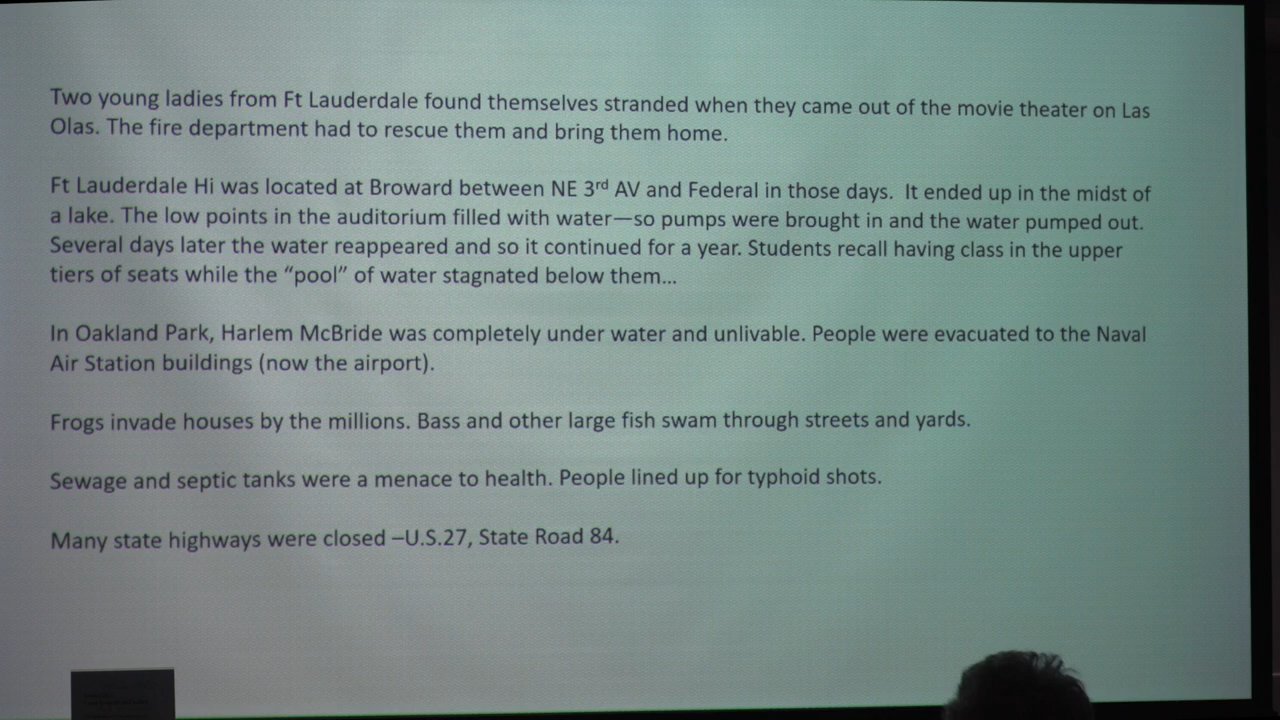 Two young ladies from Ft Lauderdale found themselves stranded when they came out of the movie theater on Las
Olas. The fire department had to rescue them and bring them home.
Ft Lauderdale Hi was located at Broward between NE 3rd AV and Federal in those days. It ended up in the midst of
a lake. The low points in the auditorium filled with water—so pumps were brought in and the water pumped out.
Several days later the water reappeared and so it continued for a year. Students recall having class in the upper
tiers of seats while the “pool” of water stagnated below them...
In Oakland Park, Harlem McBride was completely under water and unlivable. People were evacuated to the Naval
Air Station buildings (now the airport).
Frogs invade houses by the millions. Bass and other large fish swam through streets and yards.
Sewage and septic tanks were a menace to health. People lined up for typhoid shots.
Many state highways were closed –U.S.27, State Road 84.